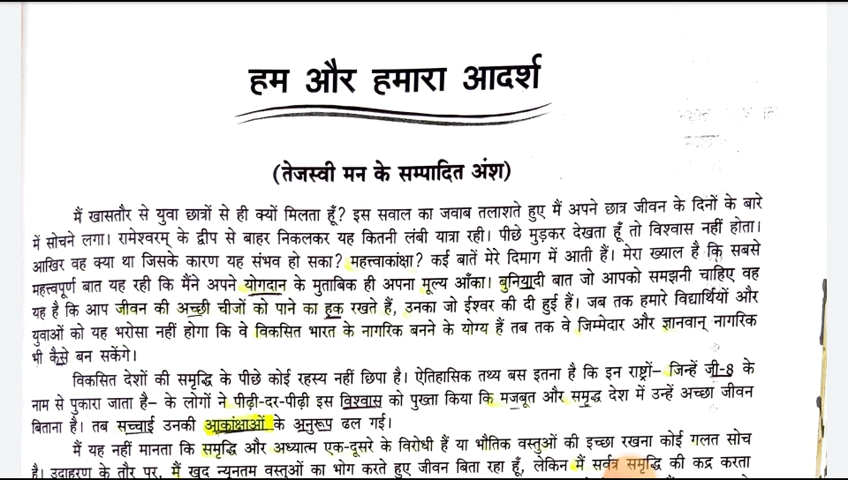 हम और हमारा आदर्श
(तेजस्वी मन के सम्पादित अंश)
मैं खासतौर से युवा छात्रों से ही क्यों मिलता हूँ? इस सवाल का जवाब तलाशते हुए मैं अपने छात्र जीवन के दिनों के बारे
में सोचने लगा। रामेश्वरम् के द्वीप से बाहर निकलकर यह कितनी लंबी यात्रा रही। पीछे मुड़कर देखता हूँ तो विश्वास नहीं होता।
आखिर वह क्या था जिसके कारण यह संभव हो सका? महत्त्वाकांक्षा? कई बातें मेरे दिमाग में आती हैं। मेरा ख्याल है कि सबसे
महत्त्वपूर्ण बात यह रही कि मैंने अपने योगदान के मुताबिक ही अपना मूल्य आँका। बुनियादी बात जो आपको समझनी चाहिए वह
यह है कि आप जीवन की अच्छी चीजों को पाने का हक रखते हैं, उनका जो ईश्वर की दी हुई हैं। जब तक हमारे विद्यार्थियों और
युवाओं को यह भरोसा नहीं होगा कि वे विकसित भारत के नागरिक बनने के योग्य हैं तब तक वे जिम्मेदार और ज्ञानवान् नागरिक
भी कैसे बन सकेंगे।
विकसित देशों की समृद्धि के पीछे कोई रहस्य नहीं छिपा है। ऐतिहासिक तथ्य बस इतना है कि इन राष्ट्रों– जिन्हें जी-8 के
नाम से पुकारा जाता है– के लोगों ने पीढ़ी-दर-पीढ़ी इस विश्वास को पुख्ता किया कि मजबूत और समृद्ध देश में उन्हें अच्छा जीवन
बिताना है। तब सच्चाई उनकी आकांक्षाओं के अनुरूप ढल गई।
मैं यह नहीं मानता कि समृद्धि और अध्यात्म एक-दूसरे के विरोधी हैं या भौतिक वस्तुओं की इच्छा रखना कोई गलत सोच
है। उदाहरण के तौर पर, मैं खुद न्यूनतम वस्तुओं का भोग करते हुए जीवन बिता रहा हूँ, लेकिन मैं सर्वत्र समृद्धि की कद्र करता